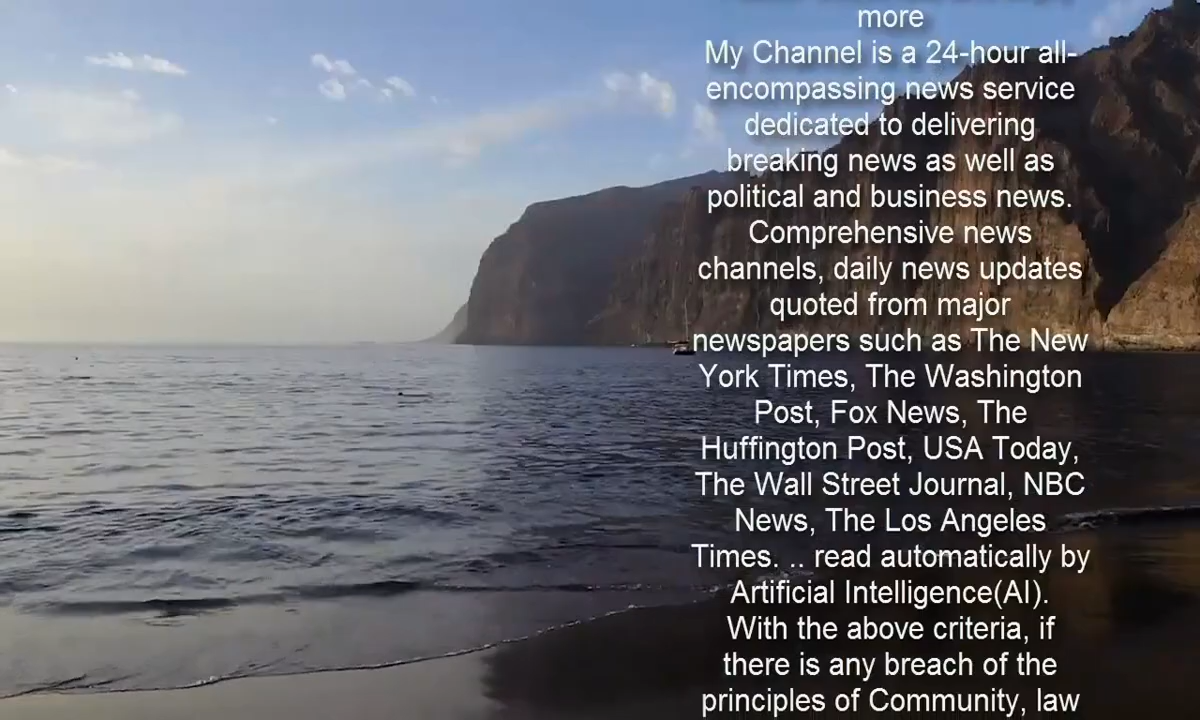 more
My Channel is a 24-hour all-
encompassing news service
dedicated to delivering
breaking news as well as
political and business news.
Comprehensive news
channels, daily news updates
quoted from major
newspapers such as The New
York Times, The Washington
Post, Fox News, The
Huffington Post, USA Today,
The Wall Street Journal, NBC
News, The Los Angeles
Times. .. read automatically by
Artificial Intelligence(AI).
With the above criteria, if
there is any breach of the
principles of Community, law